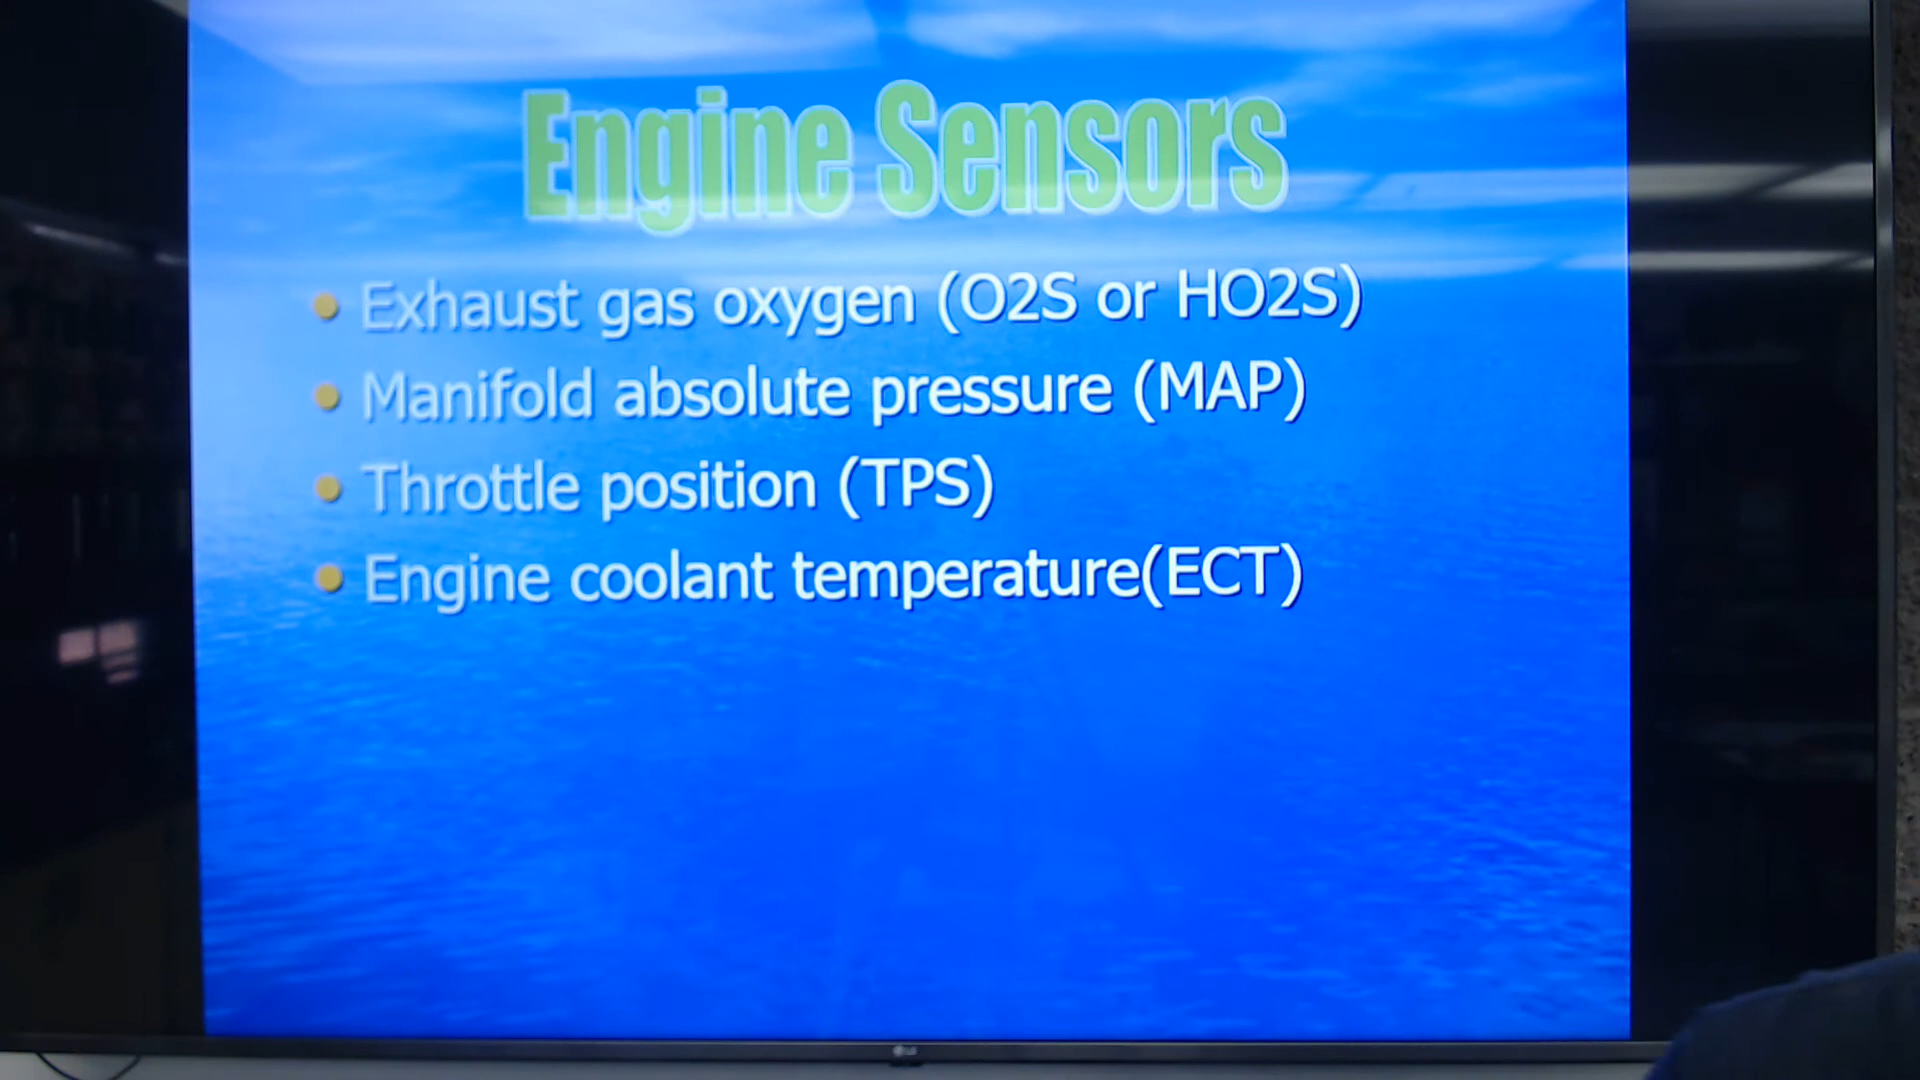 Engine Sensors
Exhaust gas oxygen (O2S or HO2S)
Manifold absolute pressure (MAP)
Throttle position (TPS)
Engine coolant temperature(ECT)
LG